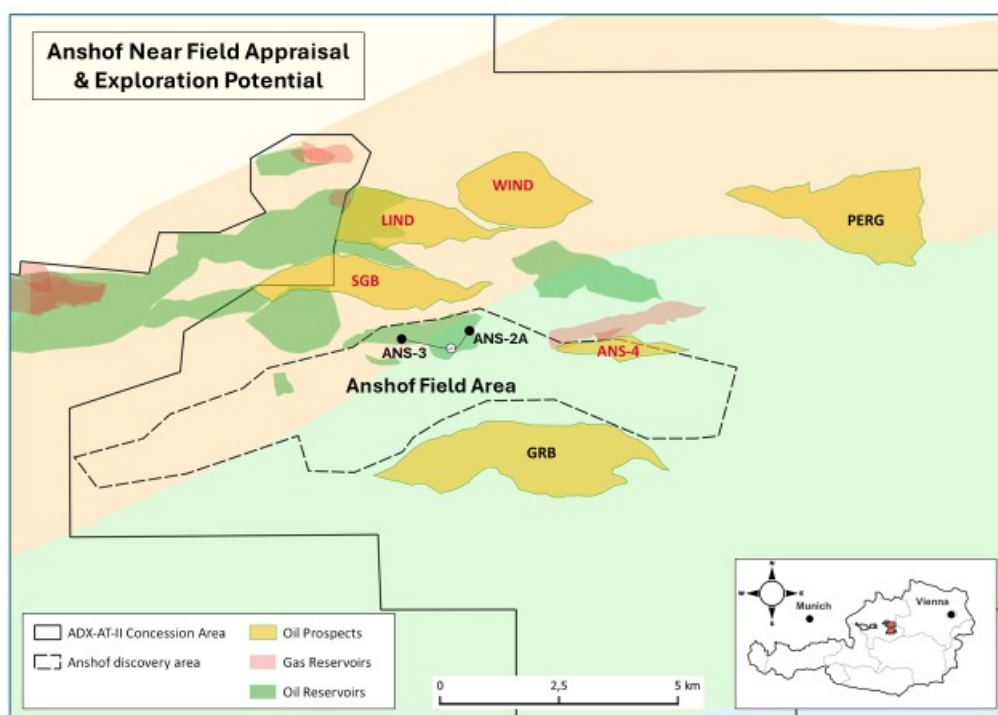 Anshof Near Field Appraisal
& Exploration Potential
WIND
LIND
PERG
SGB
ANS-2A
ANS-3
ANS-4
Anshof Field Area
GRB
ADX-AT-II Concession Area
Anshof discovery area
Oil Prospects
Gas Reservoirs
Oil Reservoirs
0
2,5
5 km
N
W
E
S
Munich
Vienna